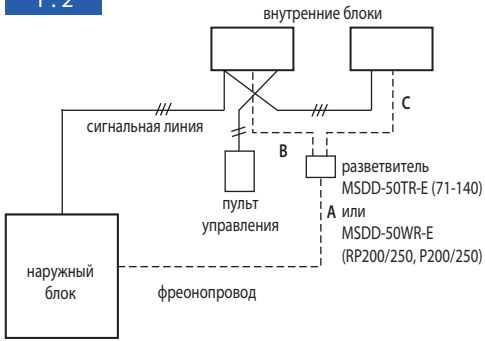 1 : 2
внутренние блоки
C
сигнальная линия
B
разветвитель
MSDD-50TR-E (71-140)
A или
MSDD-50WR-E
(RP200/250, P200/250)
пульт
управления
наружный
блок
фреонопровод